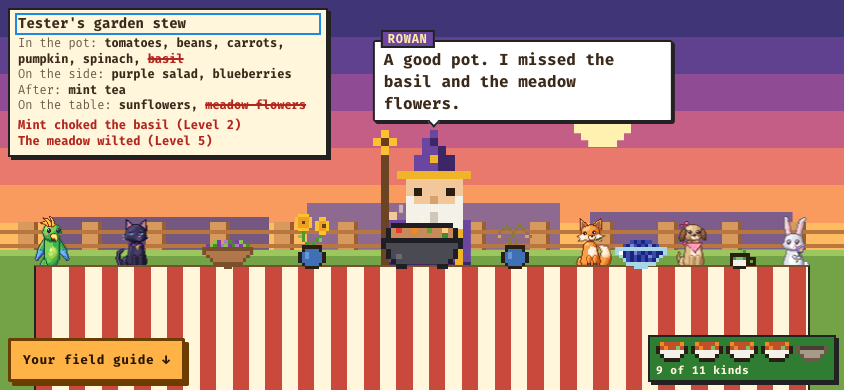 Tester's garden stew
In the pot: tomatoes, beans, carrots,
pumpkin, spinach, basil
On the side: purple salad, blueberries
After: mint tea
On the table: sunflowers, meadow flowers
Mint choked the basil (Level 2)
The meadow wilted (Level 5)
ROWAN
A good pot. I missed the
basil and the meadow
flowers.
Your field guide ↓
9 of 11 kinds